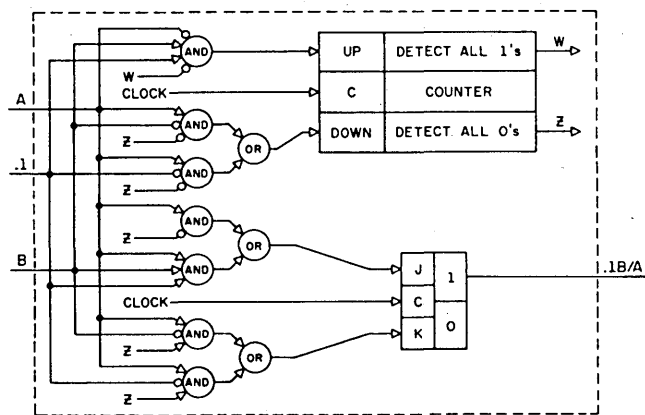 AND
UP
DETECT ALL 1's
W
W
CLOCK
C
COUNTER
A
AND
Z
OR
DOWN
DETECT ALL 0's
Z
.1
AND
Z
AND
Z
OR
B
AND
J
1
.1B/A
CLOCK
C
K
0
AND
Z
OR
AND
Z